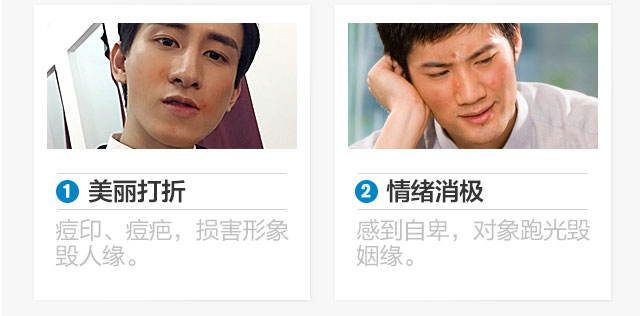 1 美丽打折
痘印、痘疤，损害形象
毁人缘。
2 情绪消极
感到自卑，对象跑光毁
姻缘。